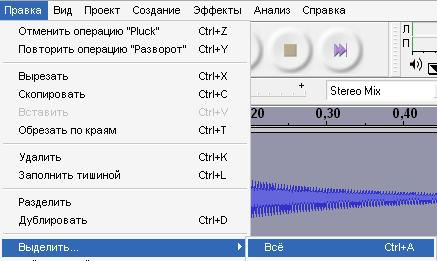 Правка Вид Проект Создание Эффекты Анализ Справка
Отменить операцию "Pluck" Ctrl+Z
Повторить операцию "Разворот" Ctrl+Y
Л
П
Вырезать Ctrl+X
Скопировать Ctrl+C
Вставить Ctrl+V
Обрезать по краям Ctrl+T
+
Stereo Mix
20 0,30 0,40
Удалить Ctrl+K
Заполнить тишиной Ctrl+L
Разделить
Дублировать Ctrl+D
Выделить... Всё Ctrl+A